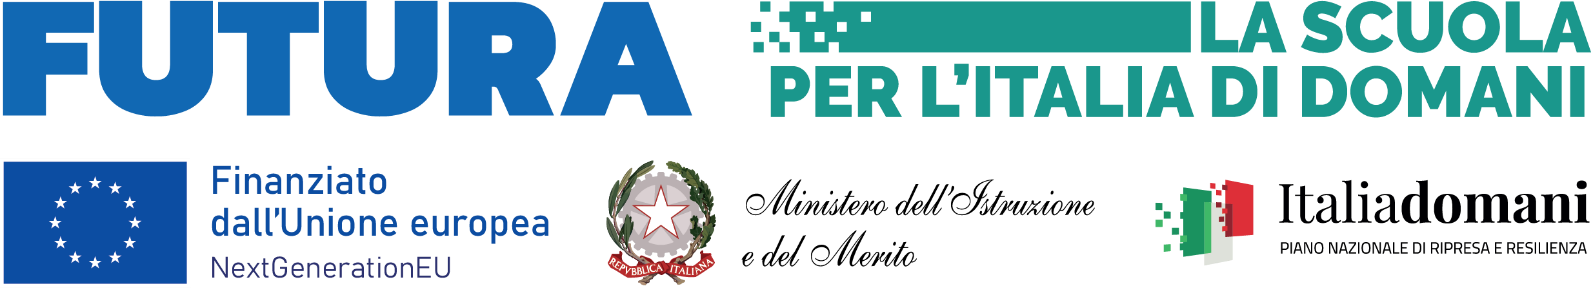 FUTURA
LA SCUOLA
PER L'ITALIA DI DOMANI
Finanziato
dall'Unione europea
NextGenerationEU
REPVBBLICA ITALIANA
Ministero dell'Istruzione
e del Merito
Italiadomani
PIANO NAZIONALE DI RIPRESA E RESILIENZA